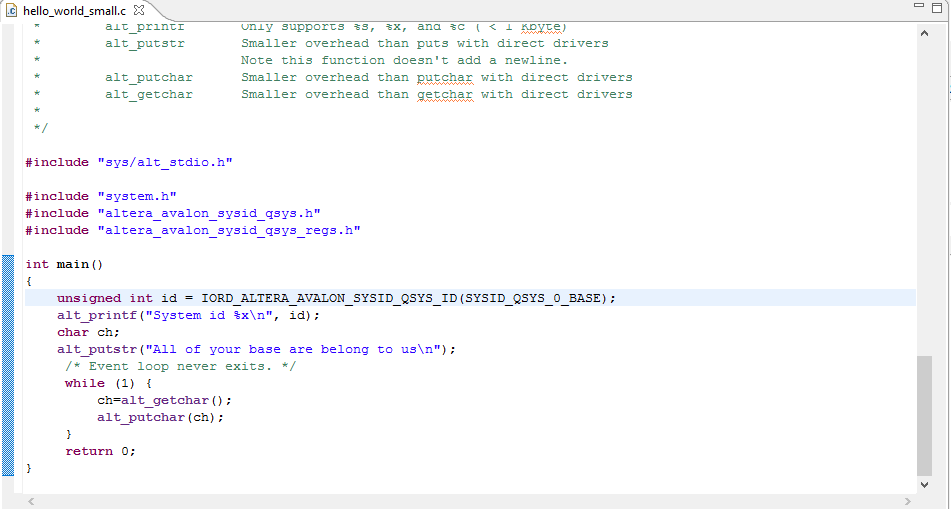 hello_world_small.c
* alt_printf Only supports %s, %x, and %c ( < 1 Kbyte)
* alt_putstr Smaller overhead than puts with direct drivers
* Note this function doesn't add a newline.
* alt_putchar Smaller overhead than putchar with direct drivers
* alt_getchar Smaller overhead than getchar with direct drivers
*
*/
#include "sys/alt_stdio.h"
#include "system.h"
#include "altera_avalon_sysid_qsys.h"
#include "altera_avalon_sysid_qsys_regs.h"
int main()
{
unsigned int id = IORD_ALTERA_AVALON_SYSID_QSYS_ID(SYSID_QSYS_0_BASE);
alt_printf("System id %x\n", id);
char ch;
alt_putstr("All of your base are belong to us\n");
/* Event loop never exits. */
while (1) {
ch=alt_getchar();
alt_putchar(ch);
}
return 0;
}